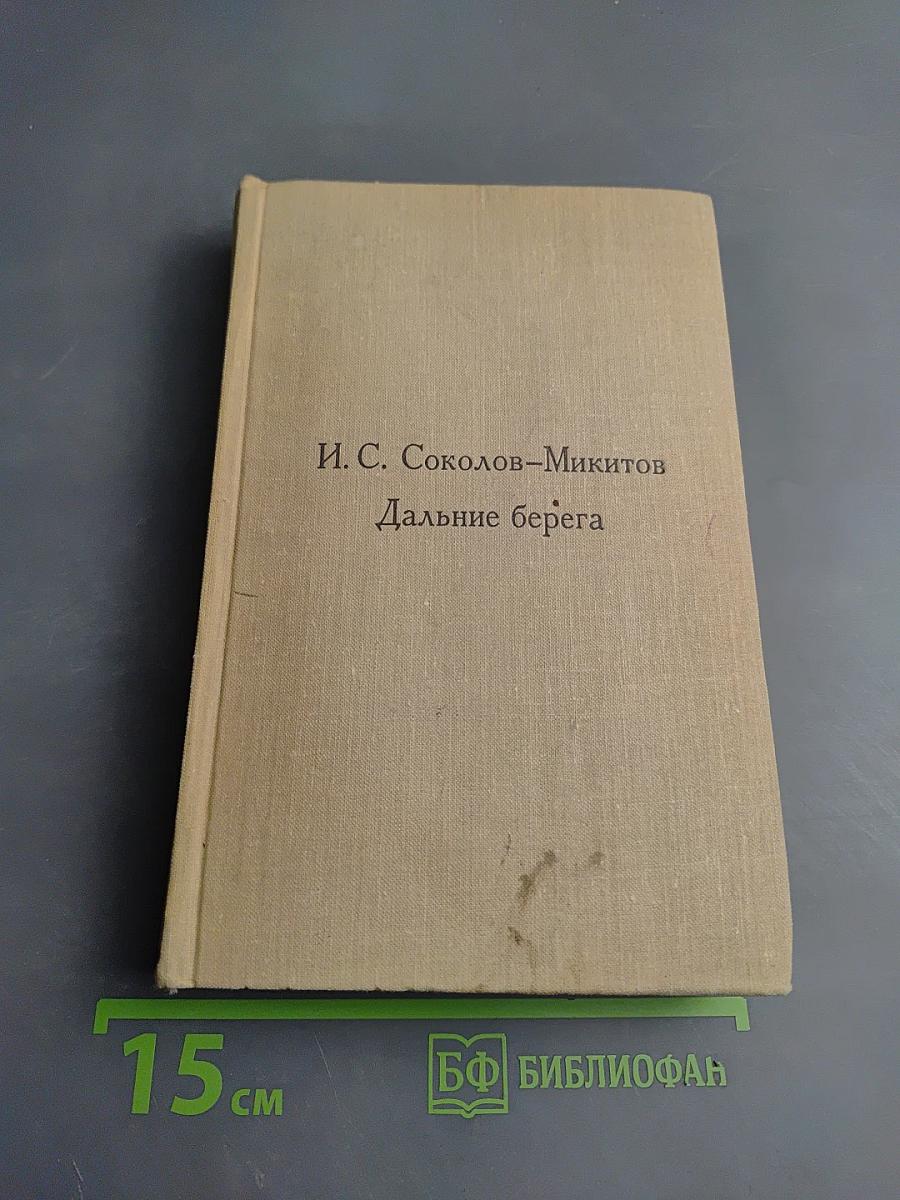 И. С. Соколов–Микитов
Дальние берега
15 см
БФ БИБЛИОФАН